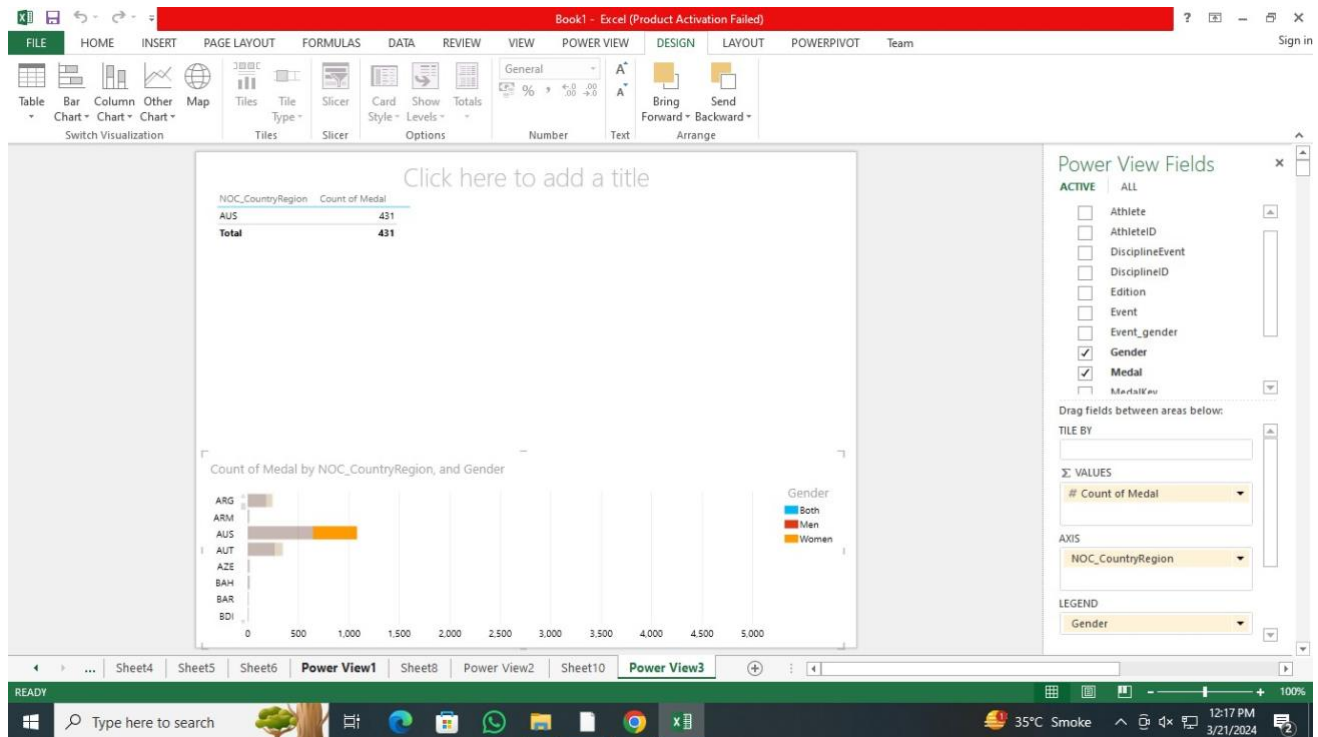 Book1 - Excel (Product Activation Failed)
FILE HOME INSERT PAGE LAYOUT FORMULAS DATA REVIEW VIEW POWER VIEW DESIGN LAYOUT POWERPIVOT Team Sign in
General
Table Bar Chart Column Chart Other Chart Map Tiles Tile Type Slicer Card Style Show Levels Totals Bring Forward Send Backward
Switch Visualization Tiles Slicer Options Number Text Arrange
Click here to add a title
NOC_CountryRegion Count of Medal
AUS 431
Total 431
Count of Medal by NOC_CountryRegion, and Gender
ARG
ARM
AUS
AUT
AZE
BAH
BAR
BDI
0 500 1,000 1,500 2,000 2,500 3,000 3,500 4,000 4,500 5,000
Gender
Both
Men
Women
Power View Fields
ACTIVE ALL
Athlete
AthleteID
DisciplineEvent
DisciplineID
Edition
Event
Event_gender
Gender
Medal
MedalKey
Drag fields between areas below:
TILE BY
Σ VALUES
# Count of Medal
AXIS
NOC_CountryRegion
LEGEND
Gender
... Sheet4 Sheet5 Sheet6 Power View1 Sheet8 Power View2 Sheet10 Power View3
READY 100%
Type here to search 35°C Smoke 12:17 PM
3/21/2024